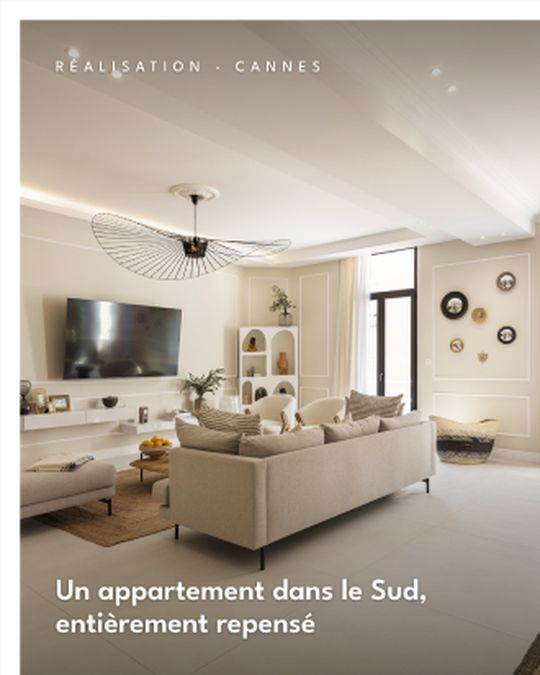 RÉALISATION - CANNES
Un appartement dans le Sud,
entièrement repensé